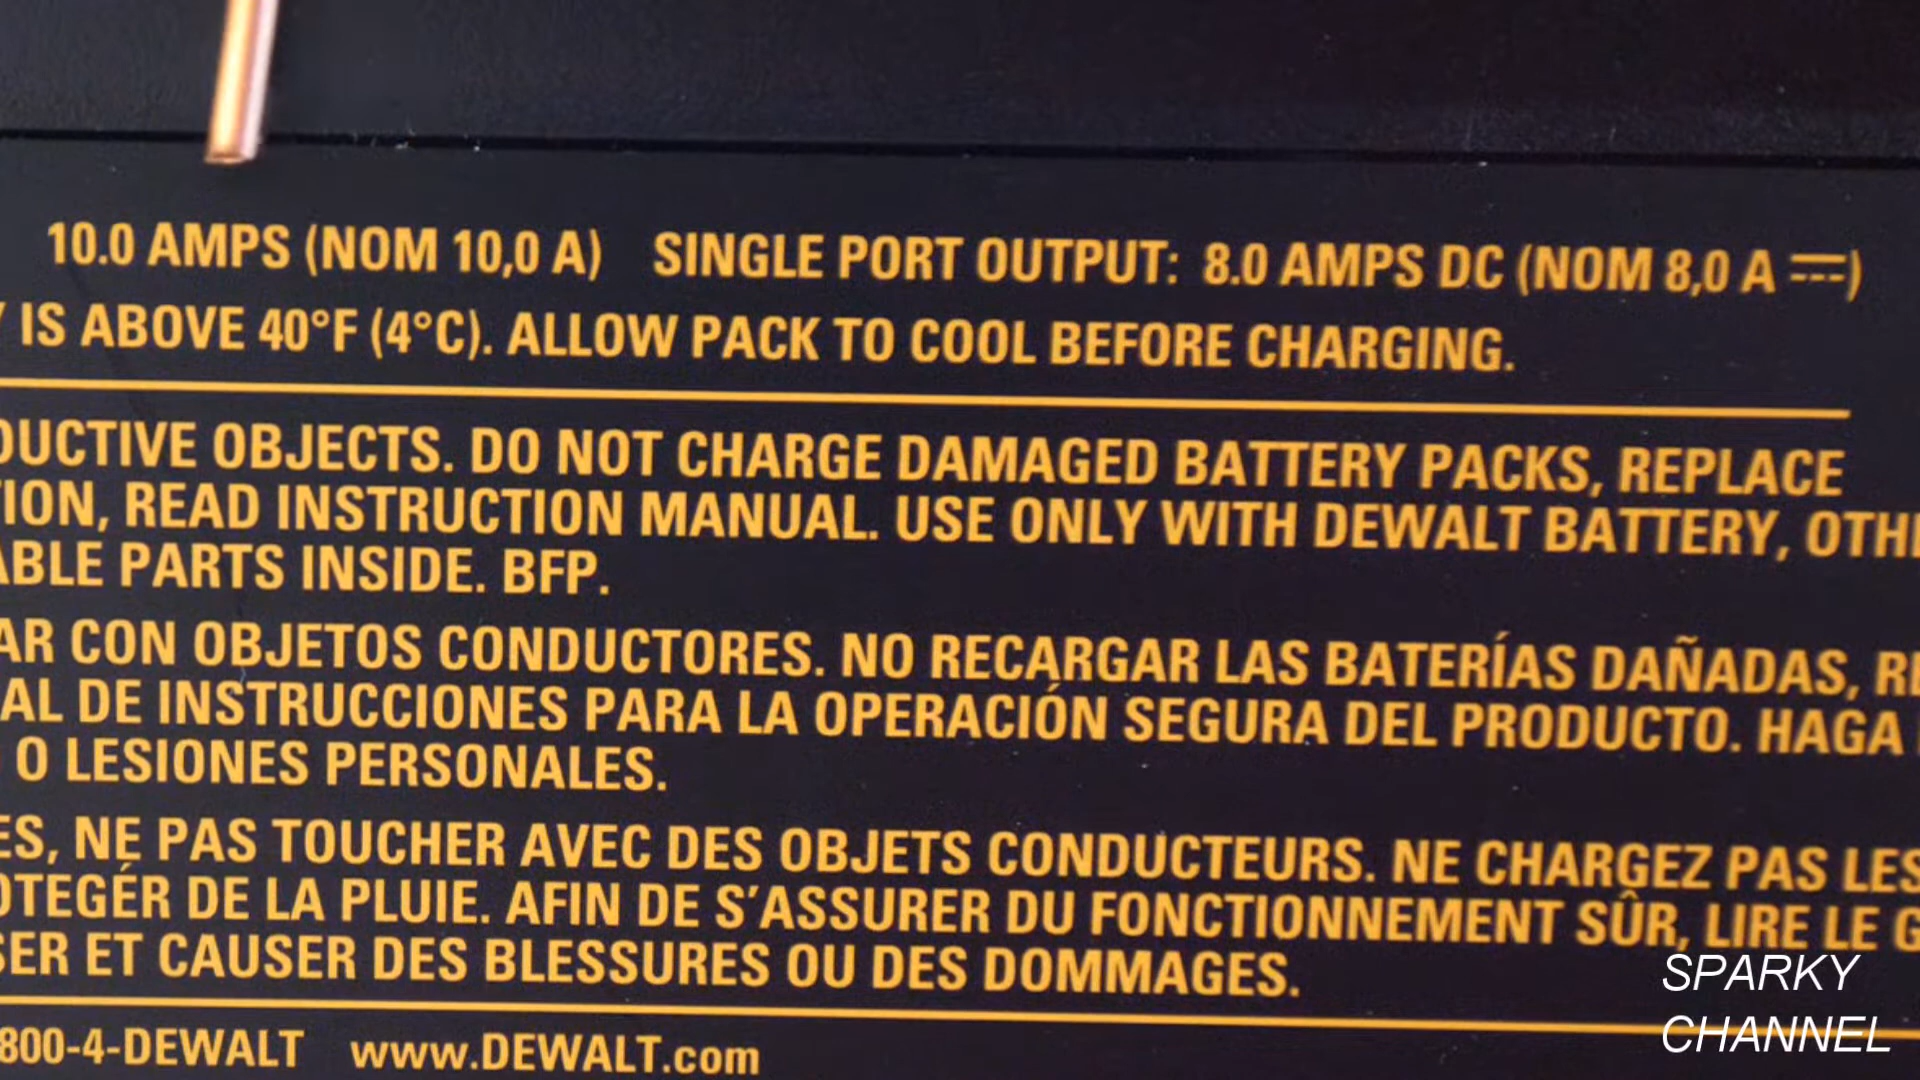 10.0 AMPS (NOM 10,0 A) SINGLE PORT OUTPUT: 8.0 AMPS DC (NOM 8,0 A ⎓)
IS ABOVE 40°F (4°C). ALLOW PACK TO COOL BEFORE CHARGING.
DUCTIVE OBJECTS. DO NOT CHARGE DAMAGED BATTERY PACKS, REPLACE
TION, READ INSTRUCTION MANUAL. USE ONLY WITH DEWALT BATTERY, OTH
ABLE PARTS INSIDE. BFP.
AR CON OBJETOS CONDUCTORES. NO RECARGAR LAS BATERÍAS DAÑADAS, R
AL DE INSTRUCCIONES PARA LA OPERACIÓN SEGURA DEL PRODUCTO. HAGA
O LESIONES PERSONALES.
ES, NE PAS TOUCHER AVEC DES OBJETS CONDUCTEURS. NE CHARGEZ PAS LES
OTEGÉR DE LA PLUIE. AFIN DE S'ASSURER DU FONCTIONNEMENT SÛR, LIRE LE G
SER ET CAUSER DES BLESSURES OU DES DOMMAGES.
800-4-DEWALT www.DEWALT.com
SPARKY
CHANNEL